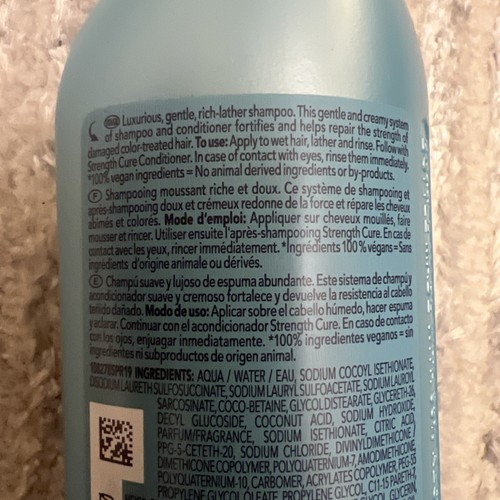 Luxurious, gentle, rich-lather shampoo. This gentle and creamy system
of shampoo and conditioner fortifies and helps repair the strength of
damaged color-treated hair. To use: Apply to wet hair, lather and rinse. Follow with
Strength Cure Conditioner. In case of contact with eyes, rinse them immediately.
*100% vegan ingredients = No animal derived ingredients or by-products.
F Shampooing moussant riche et doux. Ce système de shampooing et
après-shampooing doux et crémeux redonne de la force et répare les cheveux
abîmés et colorés. Mode d'emploi: Appliquer sur cheveux mouillés, faire
mousser et rincer. Utiliser ensuite l'après-shampooing Strength Cure. En cas de
contact avec les yeux, rincer immédiatement. *Ingrédients 100% végans = Sans
ingrédients d'origine animale ou dérivés.
E Champú suave y lujoso de espuma abundante. Este sistema de champú y
acondicionador suave y cremoso fortalece y devuelve la resistencia al cabello
teñido dañado. Modo de uso: Aplicar sobre el cabello húmedo, hacer espuma
y aclarar. Continuar con el acondicionador Strength Cure. En caso de contacto
con los ojos, enjuagar inmediatamente. *100% ingredientes veganos = sin
ingredientes ni subproductos de origen animal.
1002705PR19 INGREDIENTS: AQUA / WATER / EAU, SODIUM COCOYL ISETHIONATE,
DISODIUM LAURETH SULFOSUCCINATE, SODIUM LAURYL SULFOACETATE, SODIUM LAUROYL
SARCOSINATE, COCO-BETAINE, GLYCOL DISTEARATE, GLYCERETH-26,
DECYL GLUCOSIDE, COCONUT ACID, SODIUM HYDROXIDE,
PARFUM/FRAGRANCE, SODIUM ISETHIONATE, CITRIC ACID,
PPG-5-CETETH-20, SODIUM CHLORIDE, DIVINYLDIMETHICONE /
DIMETHICONE COPOLYMER, POLYQUATERNIUM-7, AMODIMETHICONE,
POLYQUATERNIUM-10, CARBOMER, ACRYLATES COPOLYMER, PEG-55
PROPYLENE GLYCOL OLEATE, PROPYLENE GLYCOL, C11-15 PARETH-7,